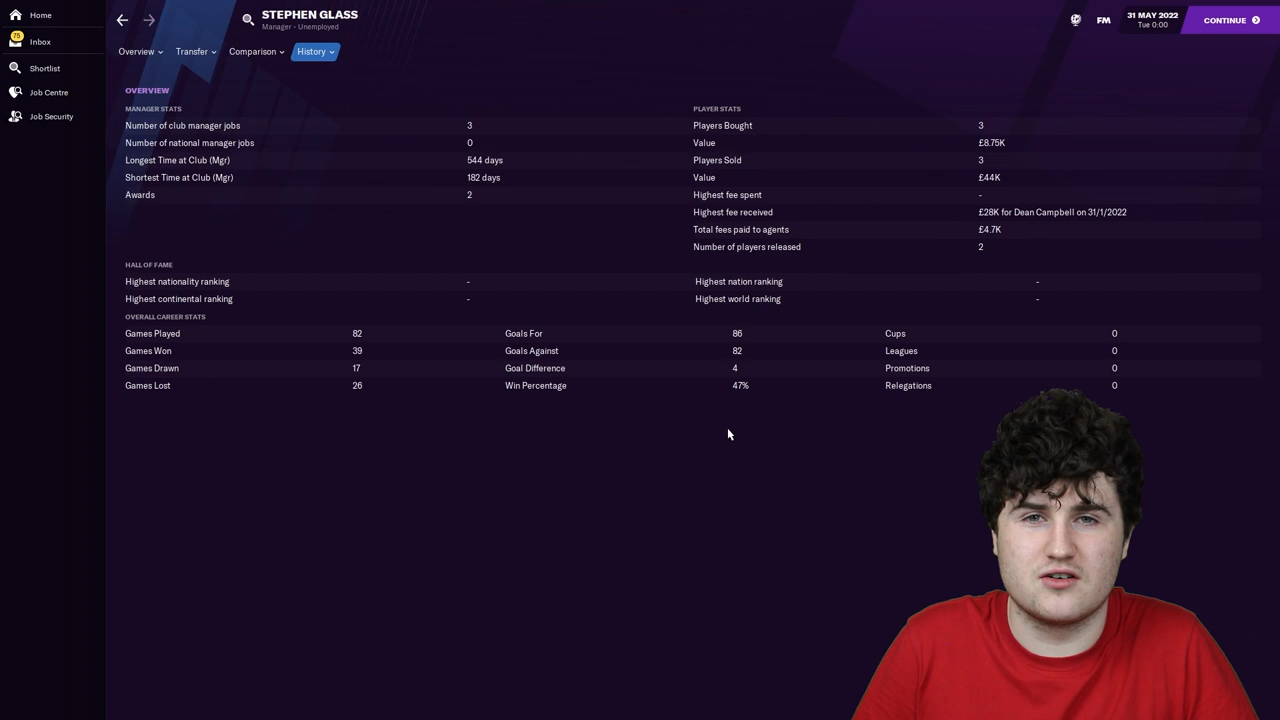 Home
STEPHEN GLASS
Manager - Unemployed
FM
31 MAY 2022
Tue 0:00
CONTINUE
75
Inbox
Overview
Transfer
Comparison
History
Shortlist
Job Centre
Job Security
OVERVIEW
MANAGER STATS
Number of club manager jobs 3
Number of national manager jobs 0
Longest Time at Club (Mgr) 544 days
Shortest Time at Club (Mgr) 182 days
Awards 2
PLAYER STATS
Players Bought 3
Value £8.75K
Players Sold 3
Value £44K
Highest fee spent -
Highest fee received £28K for Dean Campbell on 31/1/2022
Total fees paid to agents £4.7K
Number of players released 2
HALL OF FAME
Highest nationality ranking - Highest nation ranking -
Highest continental ranking - Highest world ranking -
OVERALL CAREER STATS
Games Played 82 Goals For 86 Cups 0
Games Won 39 Goals Against 82 Leagues 0
Games Drawn 17 Goal Difference 4 Promotions 0
Games Lost 26 Win Percentage 47% Relegations 0